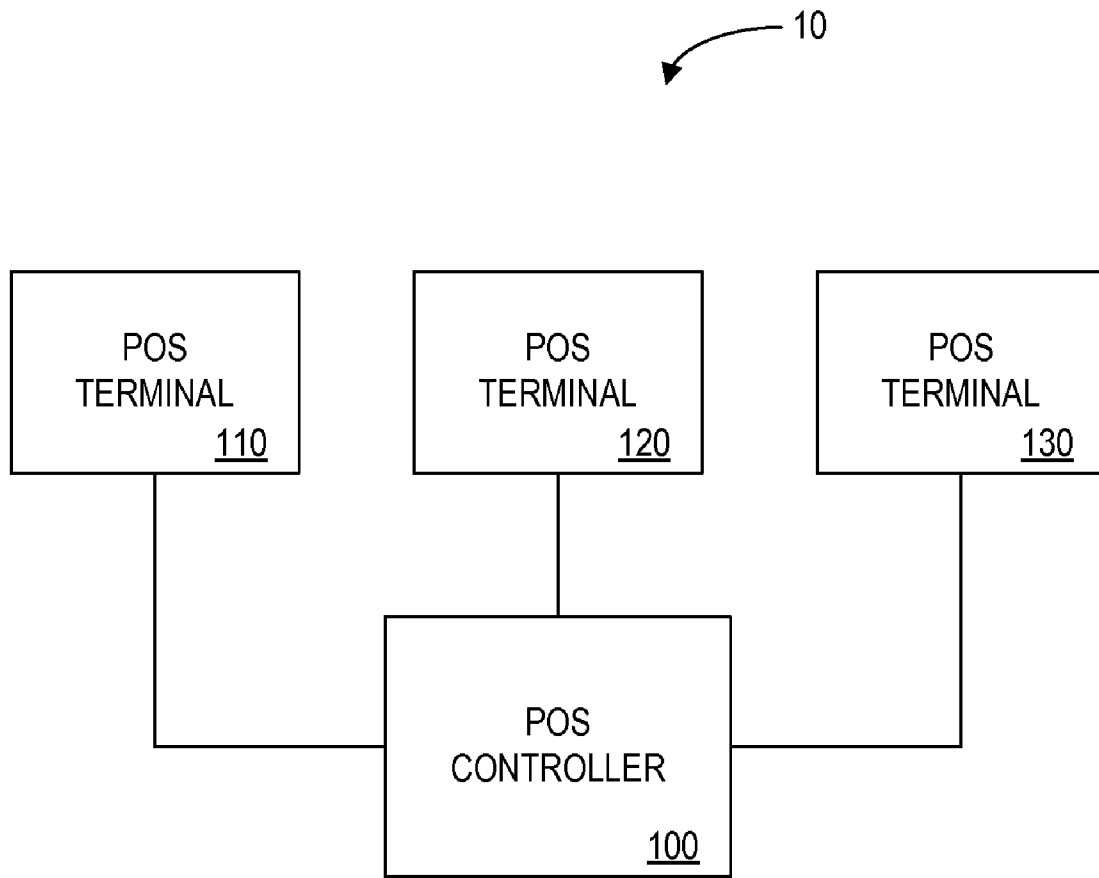 10
POS
TERMINAL
110
POS
TERMINAL
120
POS
TERMINAL
130
POS
CONTROLLER
100